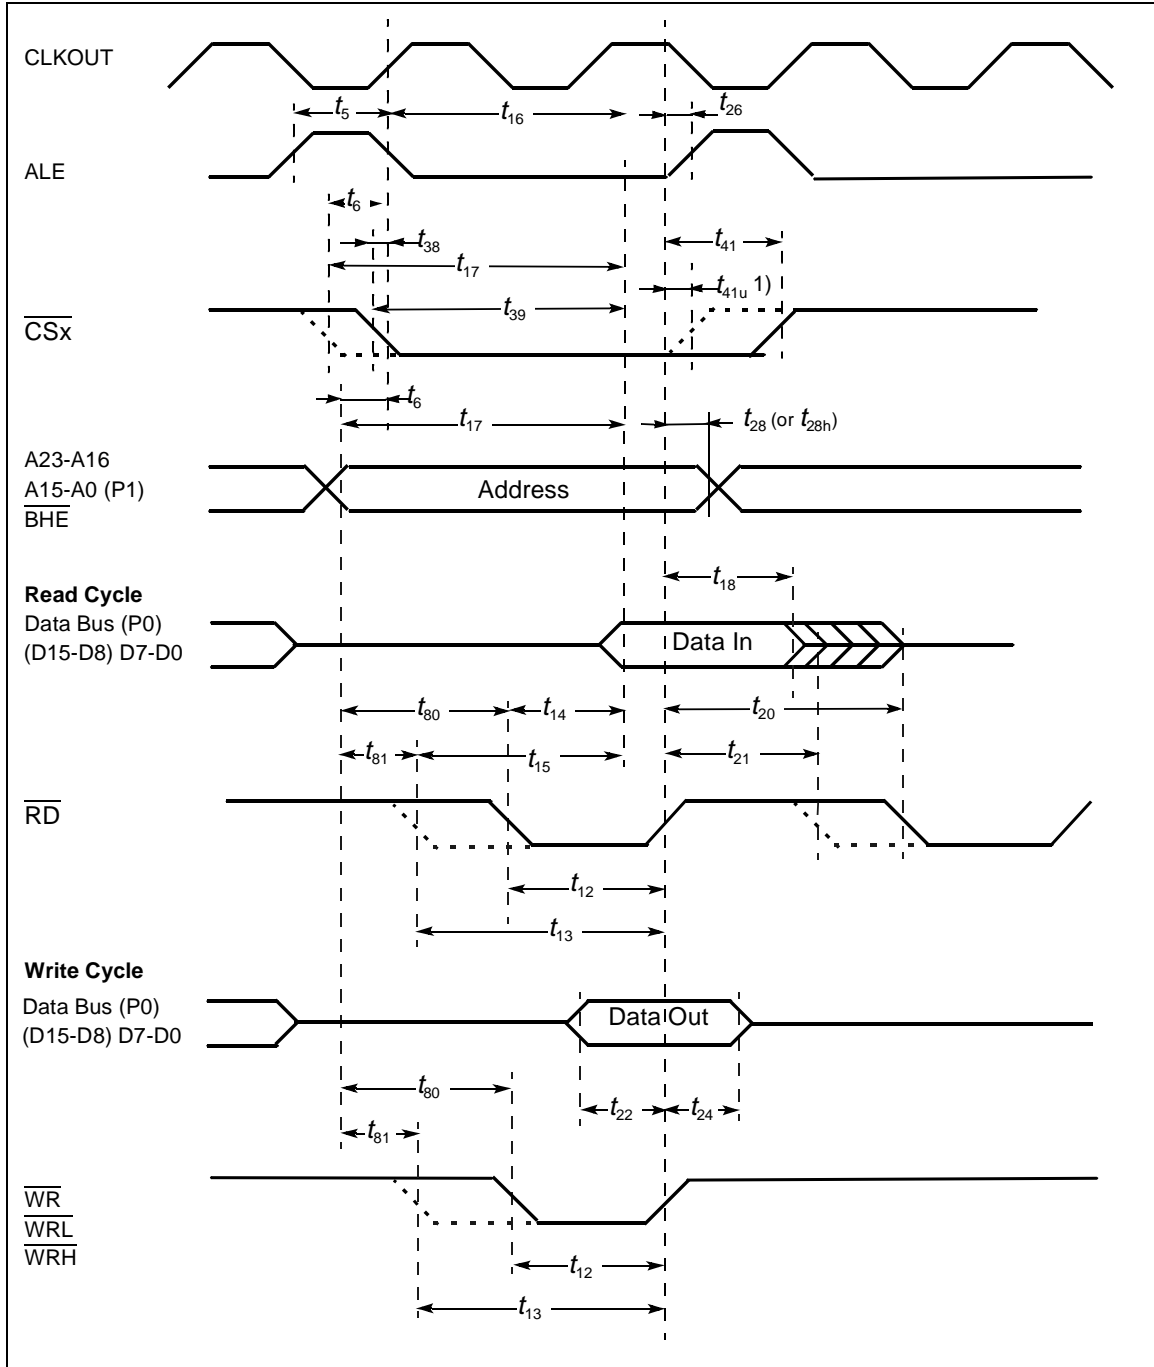 CLKOUT
t5
t16
t26
ALE
t6
t38
t41
t17
t41u 1)
t39
CSx
t6
t17
t28 (or t28h)
A23-A16
A15-A0 (P1)
Address
BHE
t18
Read Cycle
Data Bus (P0)
Data In
(D15-D8) D7-D0
t80
t14
t20
t81
t15
t21
RD
t12
t13
Write Cycle
Data Bus (P0)
Data Out
(D15-D8) D7-D0
t80
t22
t24
t81
WR
WRL
WRH
t12
t13